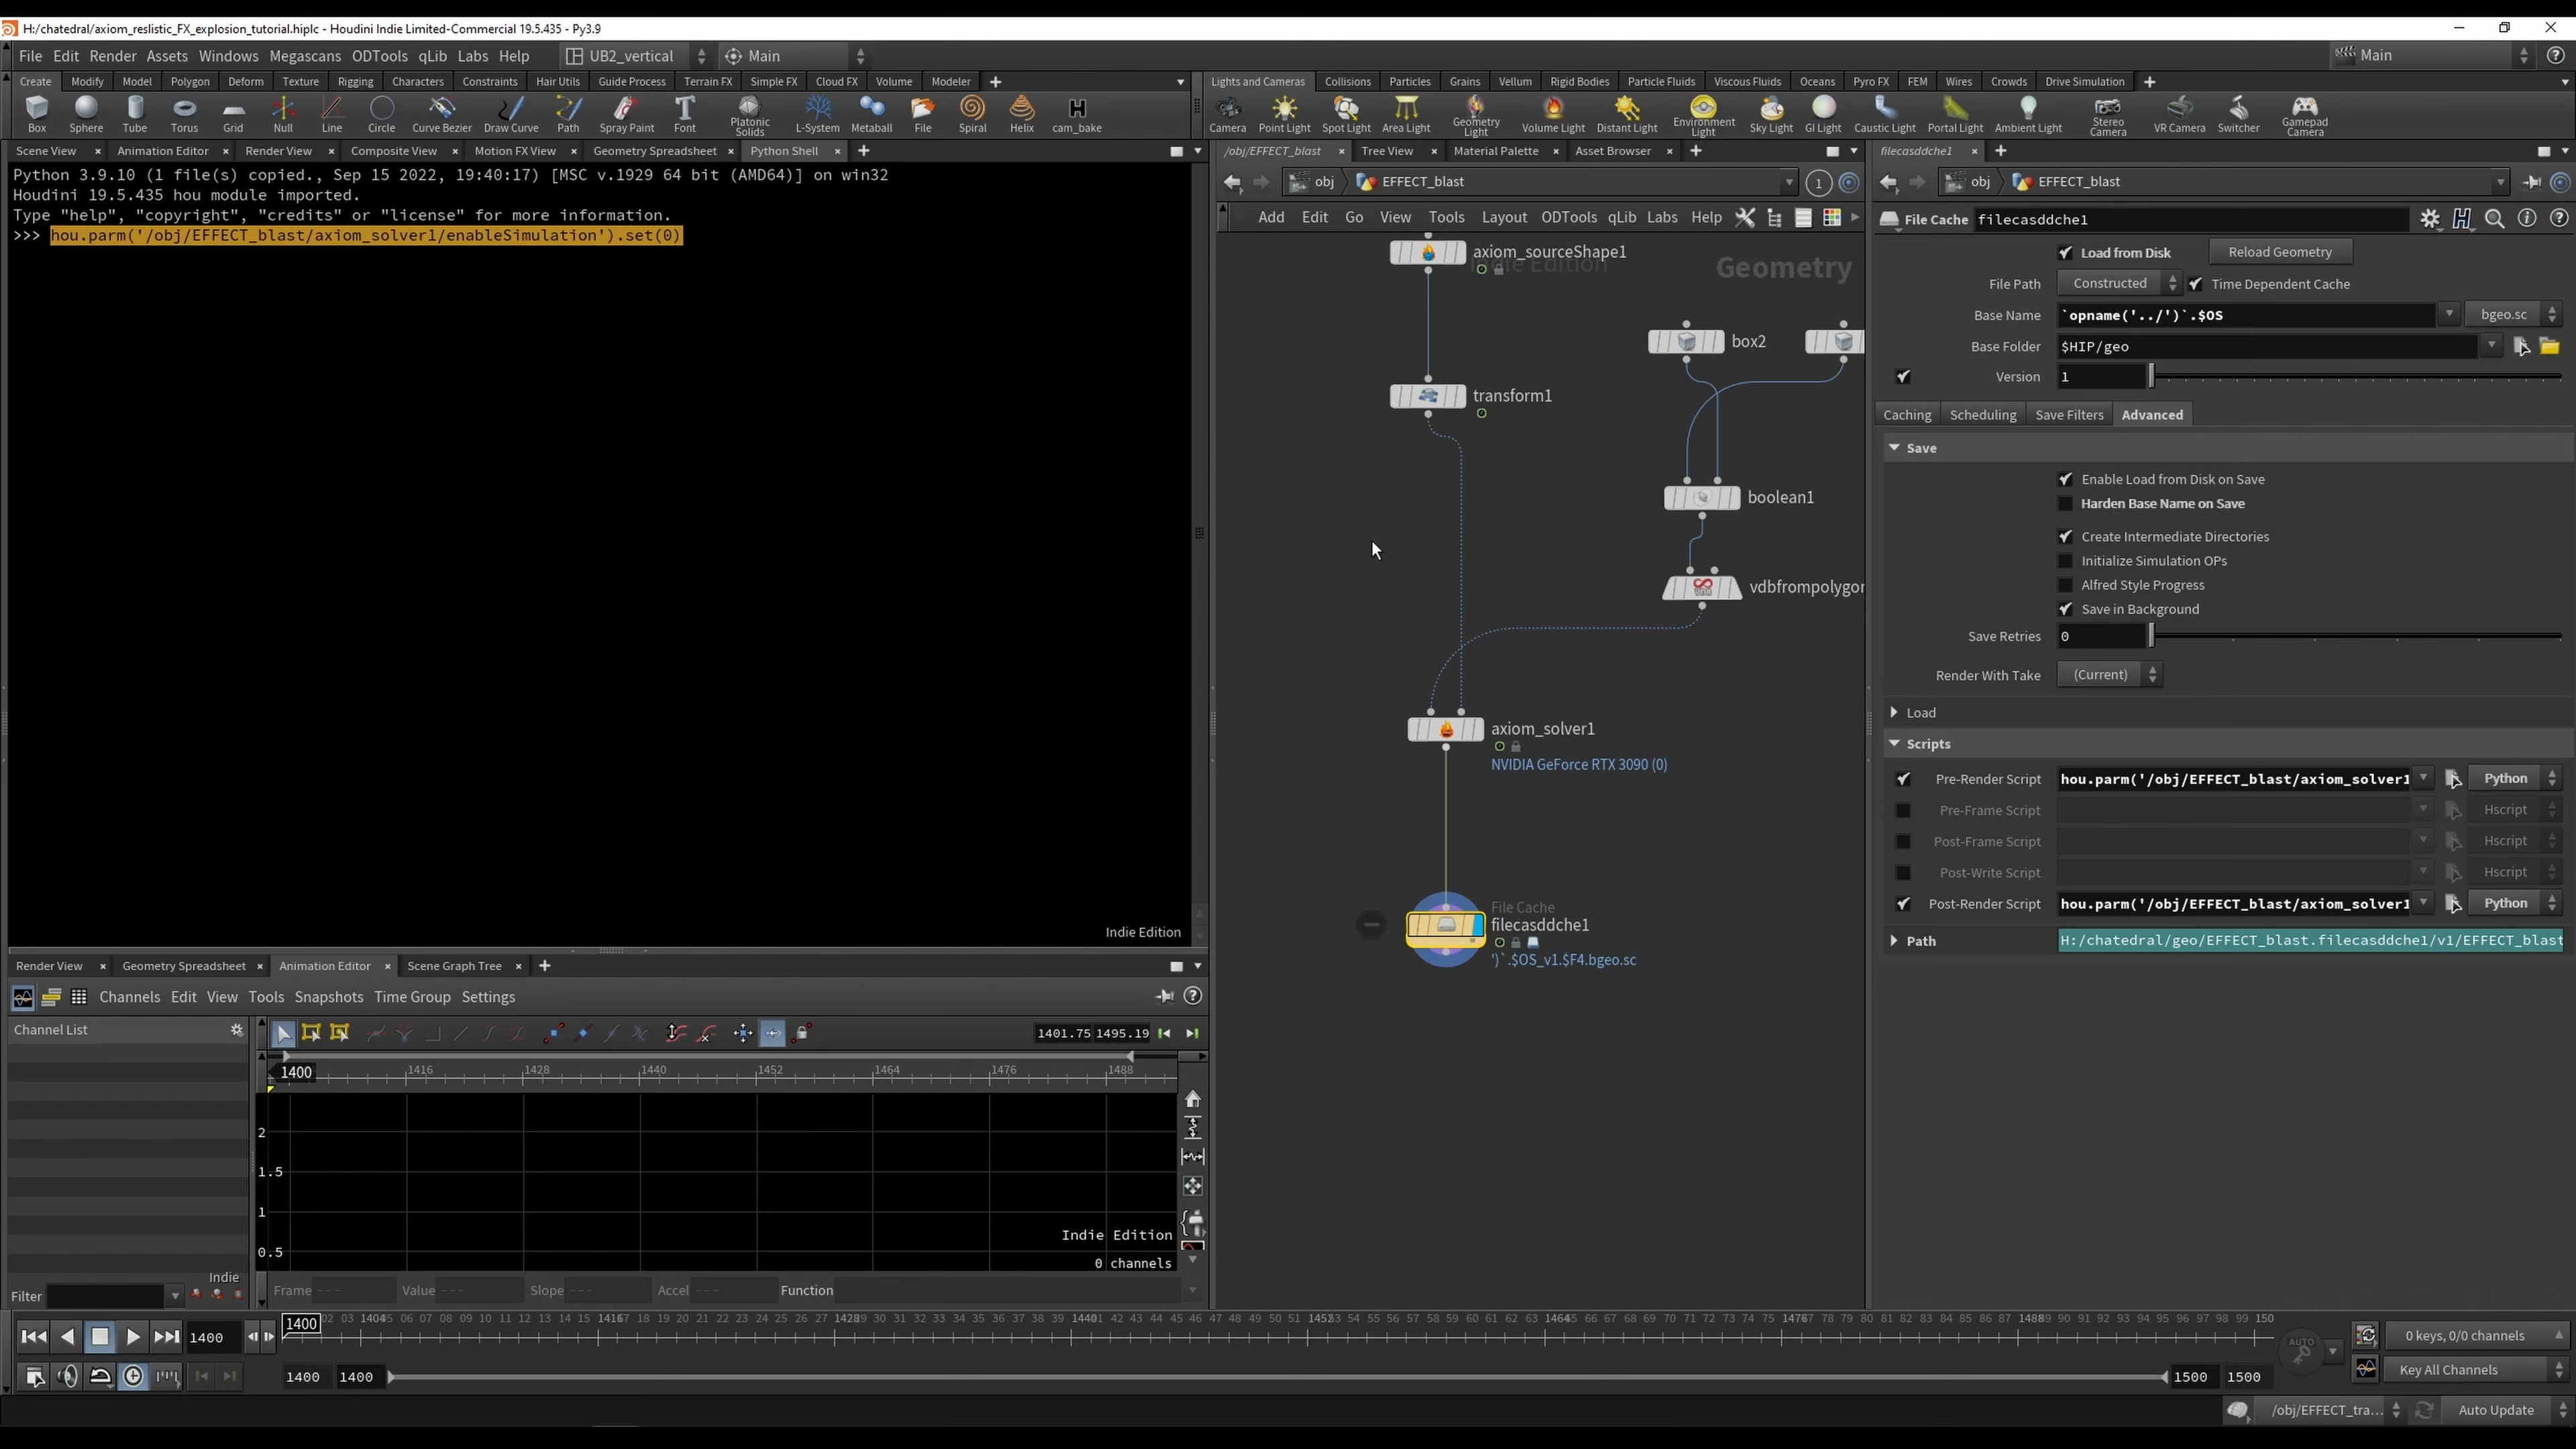 H:/chatedral/axiom_reslistic_FX_explosion_tutorial.hiplc - Houdini Indie Limited-Commercial 19.5.435 - Py3.9
File Edit Render Assets Windows Megascans ODTools qLib Labs Help UB2_vertical Main Main
Create Modify Model Polygon Deform Texture Rigging Characters Constraints Hair Utils Guide Process Terrain FX Simple FX Cloud FX Volume Modeler
Lights and Cameras Collisions Particles Grains Vellum Rigid Bodies Particle Fluids Viscous Fluids Oceans Pyro FX FEM Wires Crowds Drive Simulation
Box Sphere Tube Torus Grid Null Line Circle Curve Bezier Draw Curve Path Spray Paint Font Platonic Solids L-System Metaball File Spiral Helix cam_bake
Camera Point Light Spot Light Area Light Geometry Light Volume Light Distant Light Environment Light Sky Light GI Light Caustic Light Portal Light Ambient Light Stereo Camera VR Camera Switcher Gamepad Camera
Scene View Animation Editor Render View Composite View Motion FX View Geometry Spreadsheet Python Shell
Python 3.9.10 (1 file(s) copied., Sep 15 2022, 19:40:17) [MSC v.1929 64 bit (AMD64)] on win32
Houdini 19.5.435 hou module imported.
Type "help", "copyright", "credits" or "license" for more information.
>>> hou.parm('/obj/EFFECT_blast/axiom_solver1/enableSimulation').set(0)
Indie Edition
/obj/EFFECT_blast Tree View Material Palette Asset Browser
obj EFFECT_blast 1
Add Edit Go View Tools Layout ODTools qLib Labs Help
axiom_sourceShape1
Indie Edition
Geometry
box2
transform1
boolean1
vdbfrompolygor
axiom_solver1
NVIDIA GeForce RTX 3090 (0)
File Cache
filecasddche1
')`.$OS_v1.$F4.bgeo.sc
filecasddche1
obj EFFECT_blast
File Cache filecasddche1
Load from Disk Reload Geometry
File Path Constructed Time Dependent Cache
Base Name `opname('../')`.$OS bgeo.sc
Base Folder $HIP/geo
Version 1
Caching Scheduling Save Filters Advanced
Save
Enable Load from Disk on Save
Harden Base Name on Save
Create Intermediate Directories
Initialize Simulation OPs
Alfred Style Progress
Save in Background
Save Retries 0
Render With Take (Current)
Load
Scripts
Pre-Render Script hou.parm('/obj/EFFECT_blast/axiom_solver1 Python
Pre-Frame Script Hscript
Post-Frame Script Hscript
Post-Write Script Hscript
Post-Render Script hou.parm('/obj/EFFECT_blast/axiom_solver1 Python
Path H:/chatedral/geo/EFFECT_blast.filecasddche1/v1/EFFECT_blast
Render View Geometry Spreadsheet Animation Editor Scene Graph Tree
Channels Edit View Tools Snapshots Time Group Settings
Channel List
1401.75 1495.19
1400 1416 1428 1440 1452 1464 1476 1488
2
1.5
1
0.5
Indie Edition
0 channels
Indie
Filter
Frame --- Value --- Slope --- Accel --- Function
1400 1400
0 keys, 0/0 channels
AUTO
1400 1400 1500 1500
Key All Channels
/obj/EFFECT_tra... Auto Update